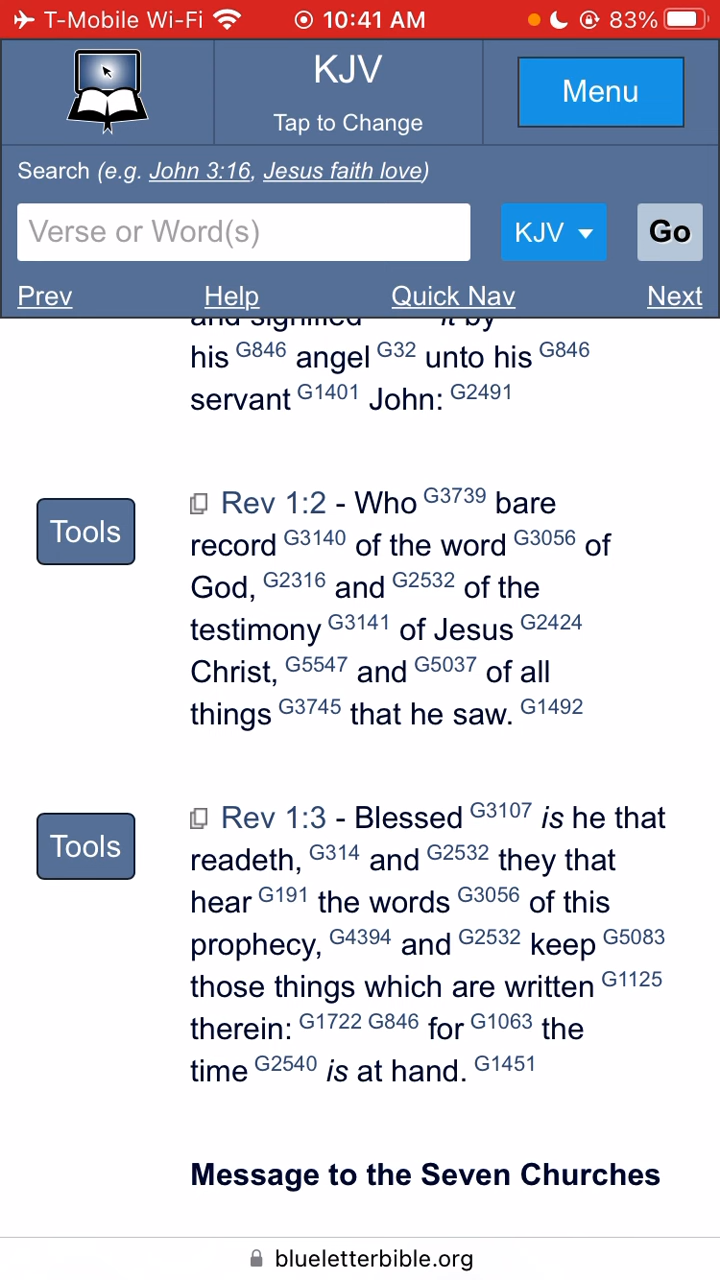 T-Mobile Wi-Fi 10:41 AM 83%
KJV
Tap to Change
Menu
Search (e.g. John 3:16, Jesus faith love)
Verse or Word(s) KJV Go
Prev Help Quick Nav Next
and signified it by
his G846 angel G32 unto his G846
servant G1401 John: G2491
Tools
Rev 1:2 - Who G3739 bare
record G3140 of the word G3056 of
God, G2316 and G2532 of the
testimony G3141 of Jesus G2424
Christ, G5547 and G5037 of all
things G3745 that he saw. G1492
Tools
Rev 1:3 - Blessed G3107 is he that
readeth, G314 and G2532 they that
hear G191 the words G3056 of this
prophecy, G4394 and G2532 keep G5083
those things which are written G1125
therein: G1722 G846 for G1063 the
time G2540 is at hand. G1451
Message to the Seven Churches
blueletterbible.org